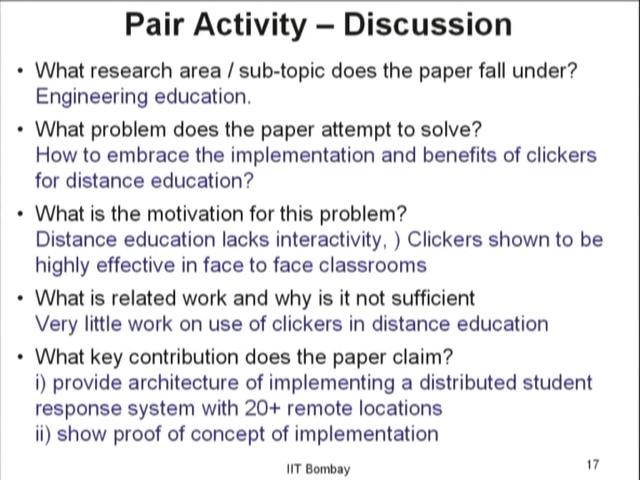 Pair Activity – Discussion
• What research area / sub-topic does the paper fall under?
Engineering education.
• What problem does the paper attempt to solve?
How to embrace the implementation and benefits of clickers
for distance education?
• What is the motivation for this problem?
Distance education lacks interactivity, ) Clickers shown to be
highly effective in face to face classrooms
• What is related work and why is it not sufficient
Very little work on use of clickers in distance education
• What key contribution does the paper claim?
i) provide architecture of implementing a distributed student
response system with 20+ remote locations
ii) show proof of concept of implementation
IIT Bombay
17